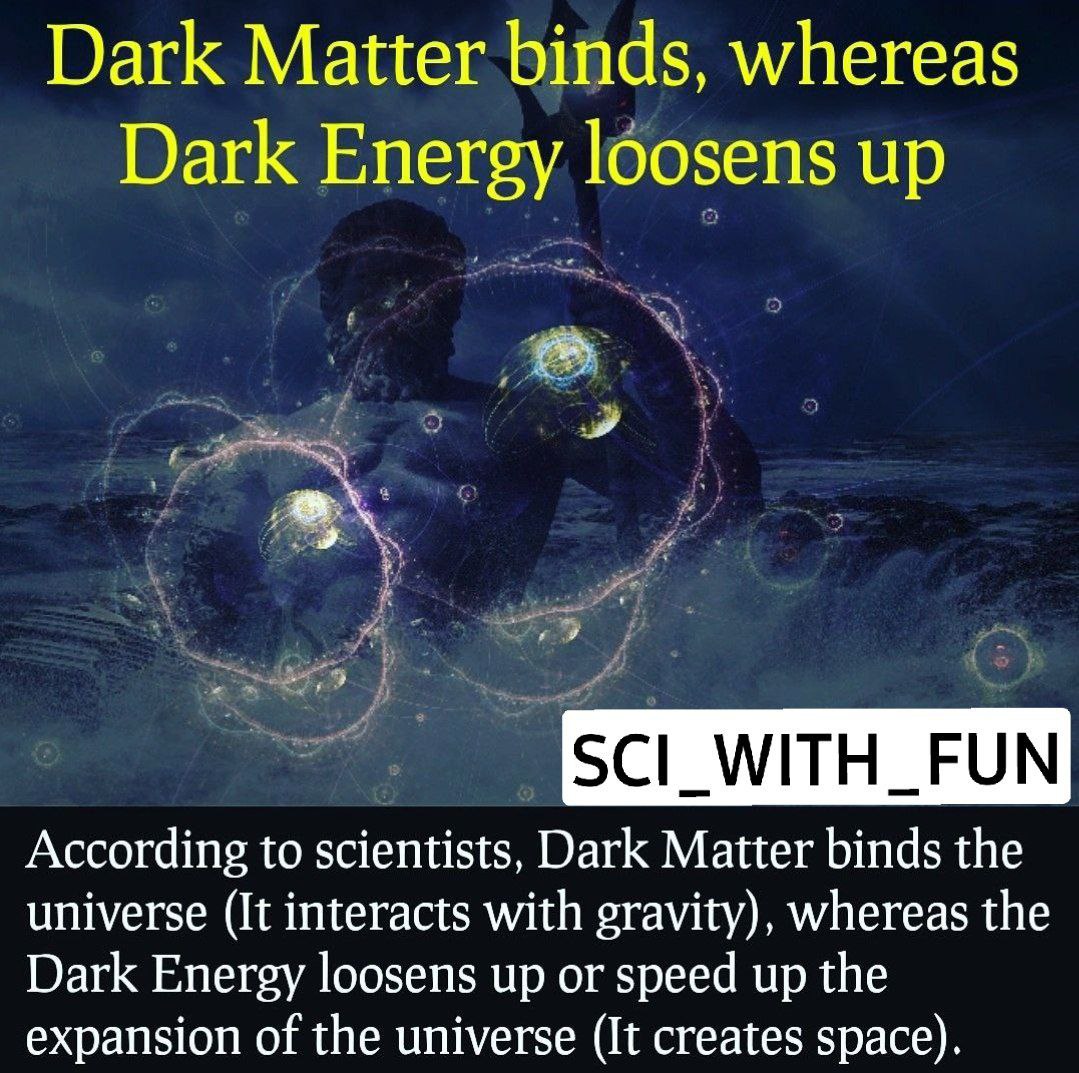 Dark Matter binds, whereas
Dark Energy loosens up
SCI_WITH_FUN
According to scientists, Dark Matter binds the
universe (It interacts with gravity), whereas the
Dark Energy loosens up or speed up the
expansion of the universe (It creates space).